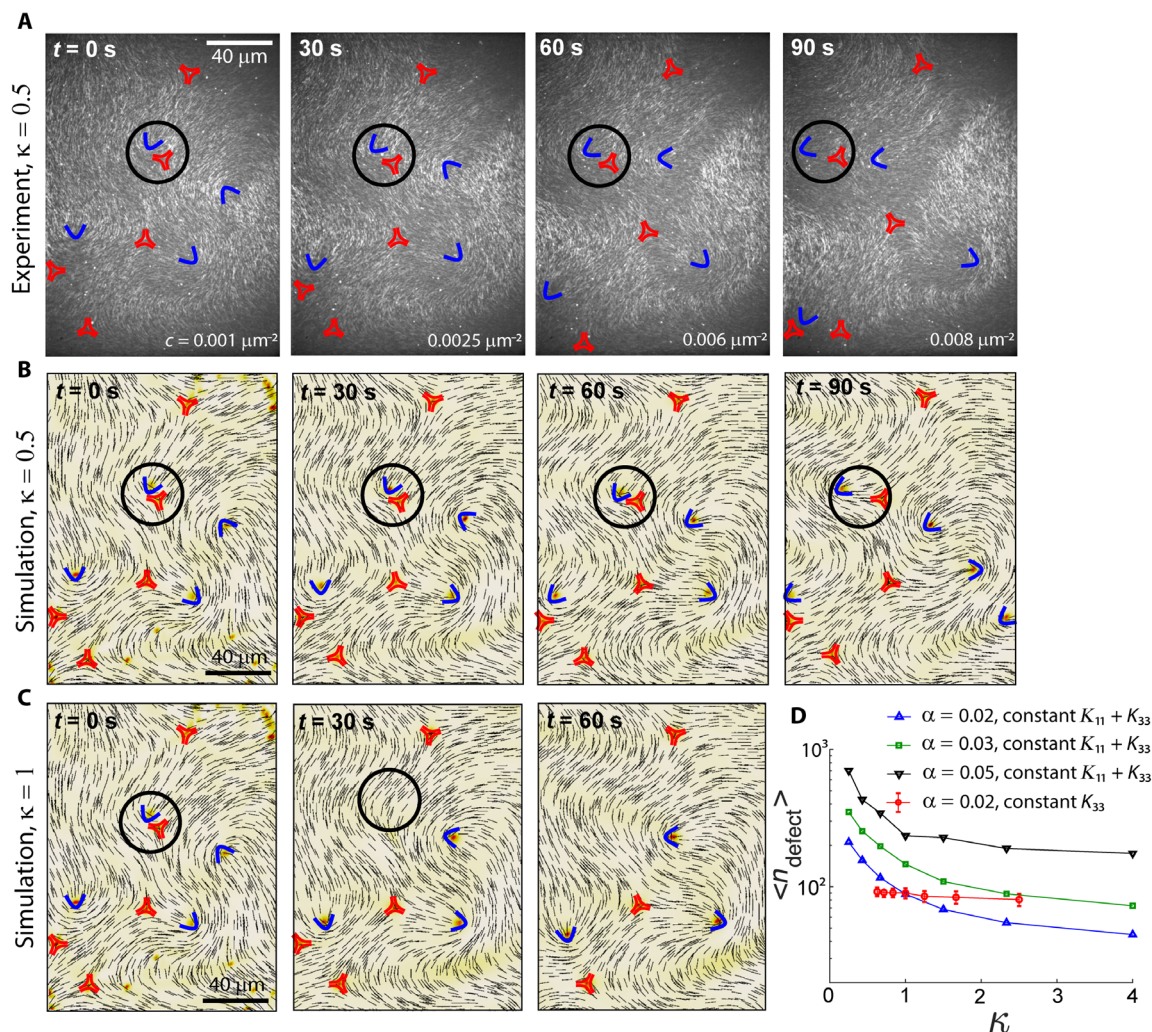 A
Experiment, κ = 0.5
t = 0 s
40 μm
30 s
60 s
90 s
c = 0.001 μm⁻²
0.0025 μm⁻²
0.006 μm⁻²
0.008 μm⁻²
B
Simulation, κ = 0.5
t = 0 s
t = 30 s
t = 60 s
t = 90 s
40 μm
C
Simulation, κ = 1
t = 0 s
t = 30 s
t = 60 s
40 μm
D
α = 0.02, constant K₁₁ + K₃₃
α = 0.03, constant K₁₁ + K₃₃
α = 0.05, constant K₁₁ + K₃₃
α = 0.02, constant K₃₃
<n_defect>
10³
10²
0 1 2 3 4
κ